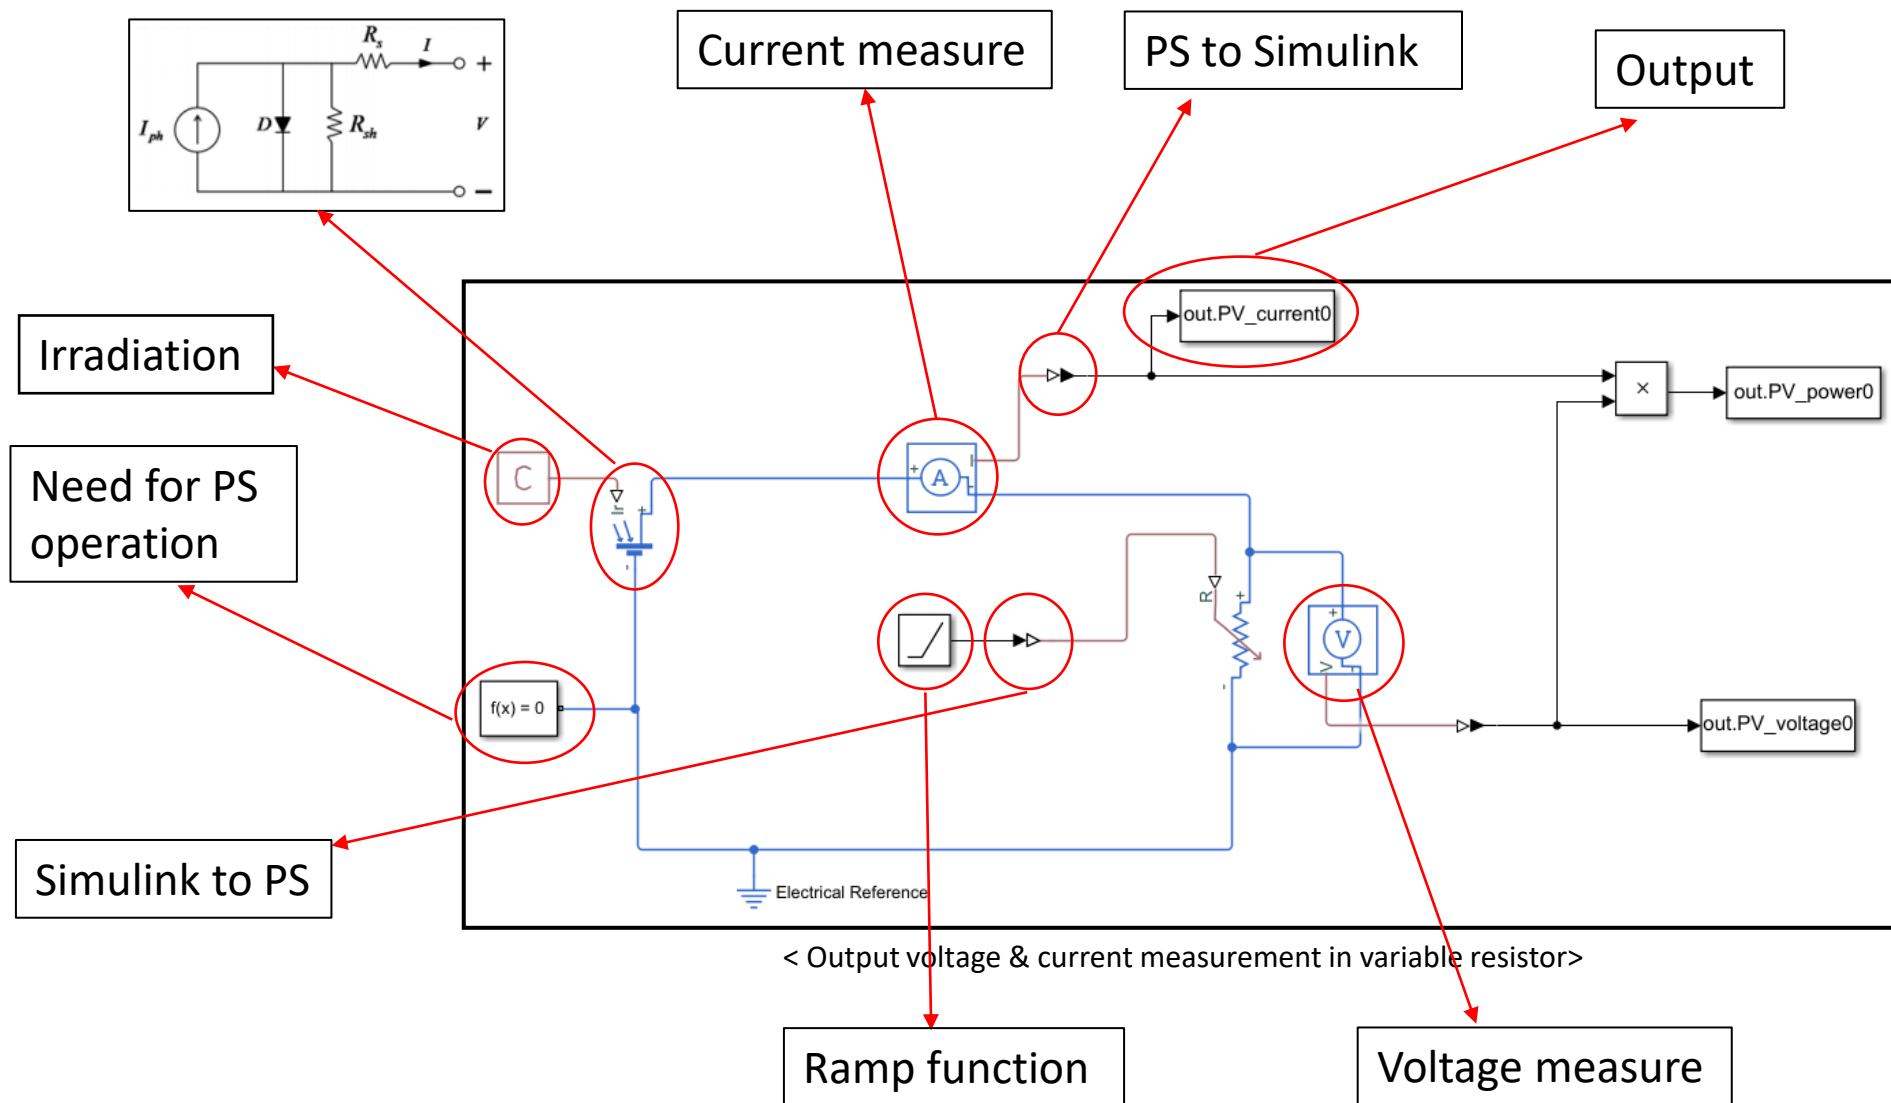 R_s
I
+
I_ph
D
R_sh
V
−
Current measure
PS to Simulink
Output
Irradiation
Need for PS
operation
Simulink to PS
out.PV_current0
×
out.PV_power0
C
Ir
+
-
+
A
I
-
R
+
-
+
V
V
-
f(x) = 0
out.PV_voltage0
Electrical Reference
< Output voltage & current measurement in variable resistor>
Ramp function
Voltage measure